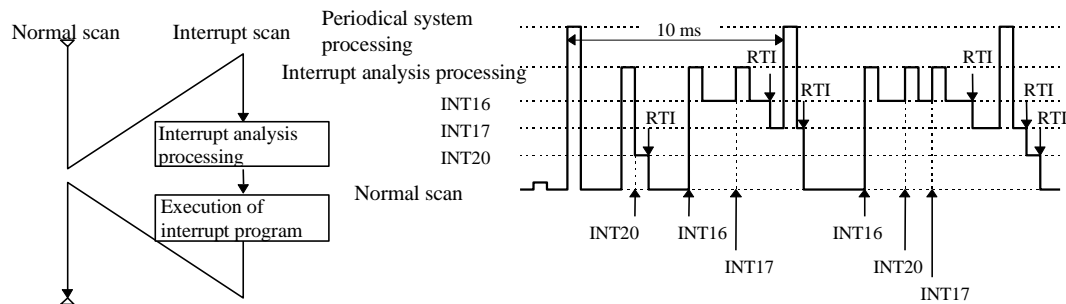 Normal scan
Interrupt scan
Interrupt analysis
processing
Execution of
interrupt program
Periodical system
processing
Interrupt analysis processing
INT16
INT17
INT20
Normal scan
10 ms
RTI
RTI
RTI
RTI
RTI
RTI
INT20
INT16
INT17
INT16
INT20
INT17